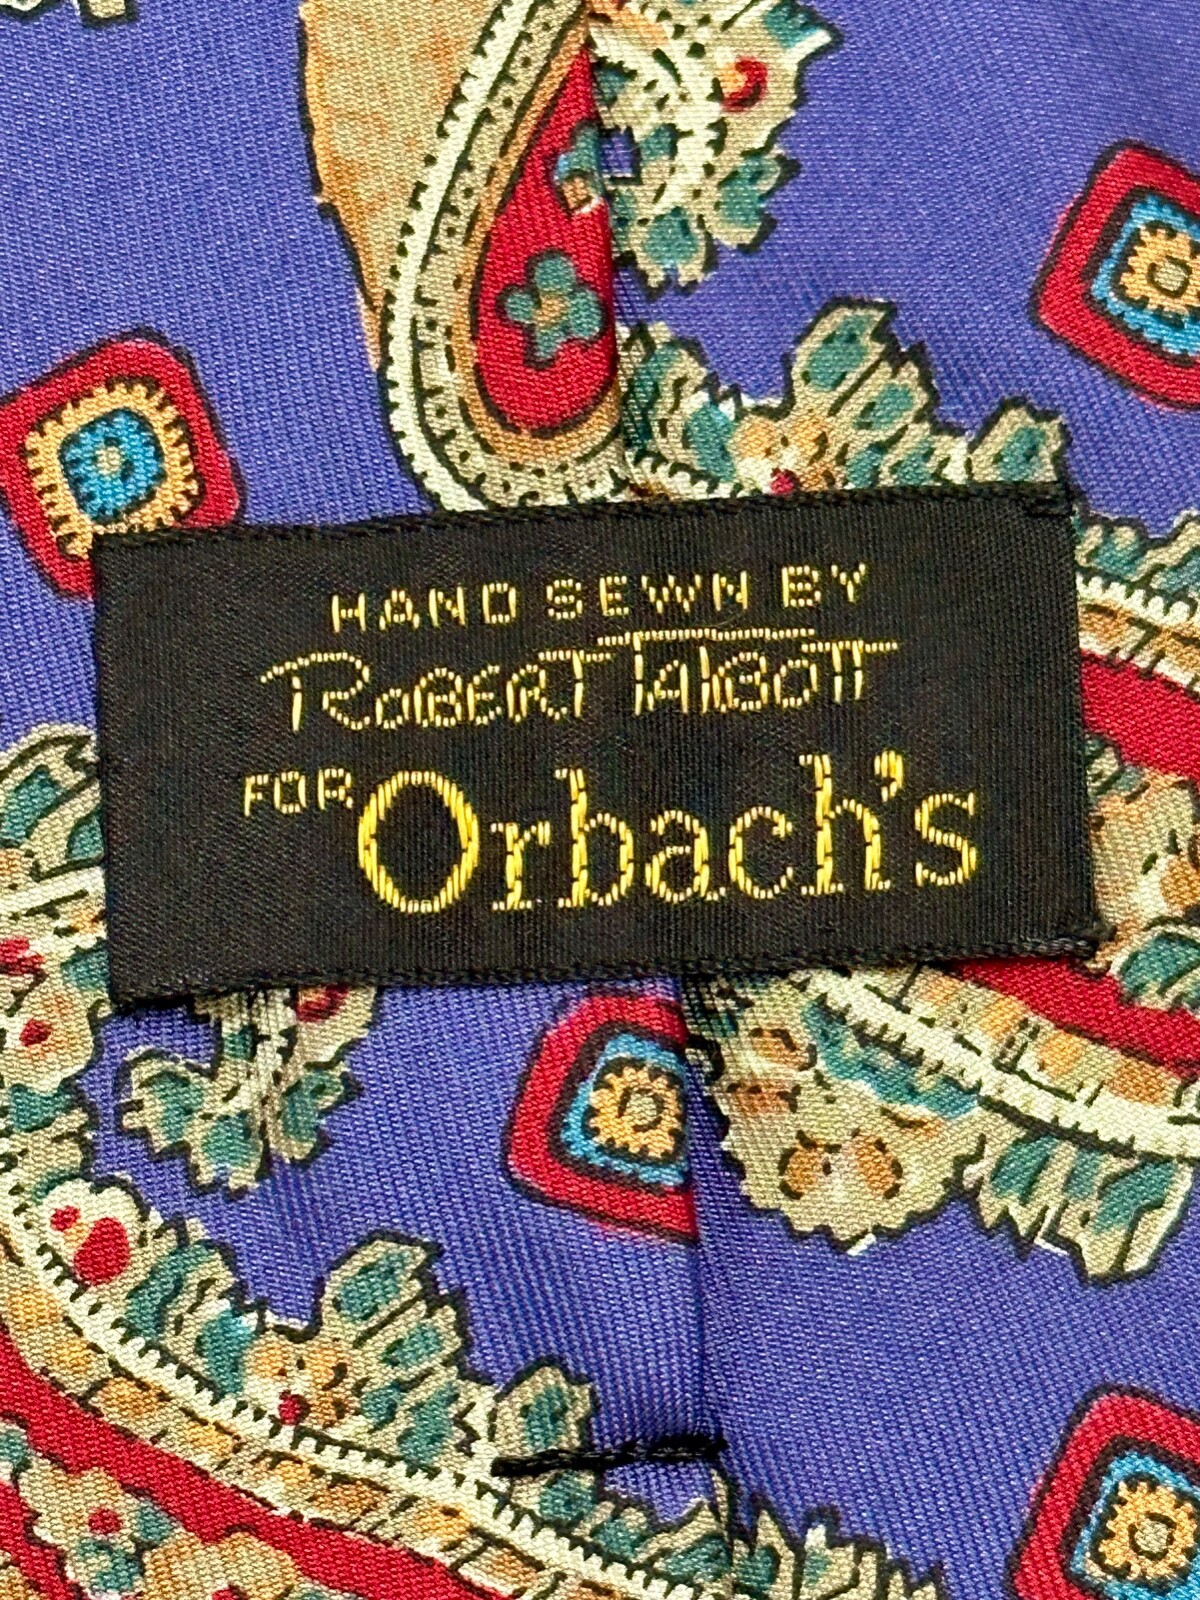 HAND SEWN BY
ROBERT TALBOTT
FOR Orbach's